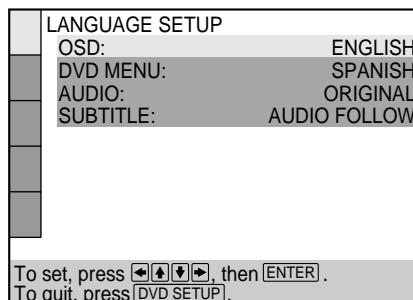 LANGUAGE SETUP
OSD: ENGLISH
DVD MENU: SPANISH
AUDIO: ORIGINAL
SUBTITLE: AUDIO FOLLOW
To set, press , then ENTER .
To quit, press DVD SETUP .